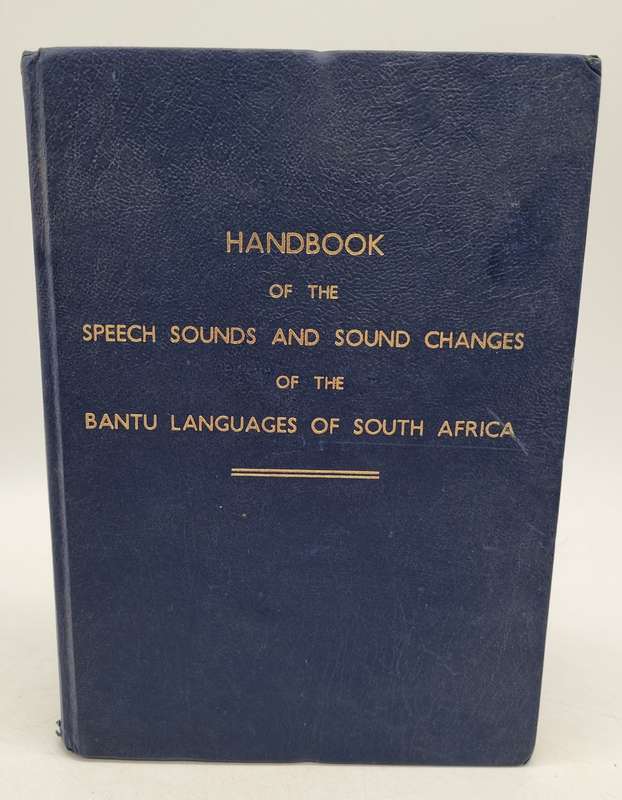 HANDBOOK
OF THE
SPEECH SOUNDS AND SOUND CHANGES
OF THE
BANTU LANGUAGES OF SOUTH AFRICA